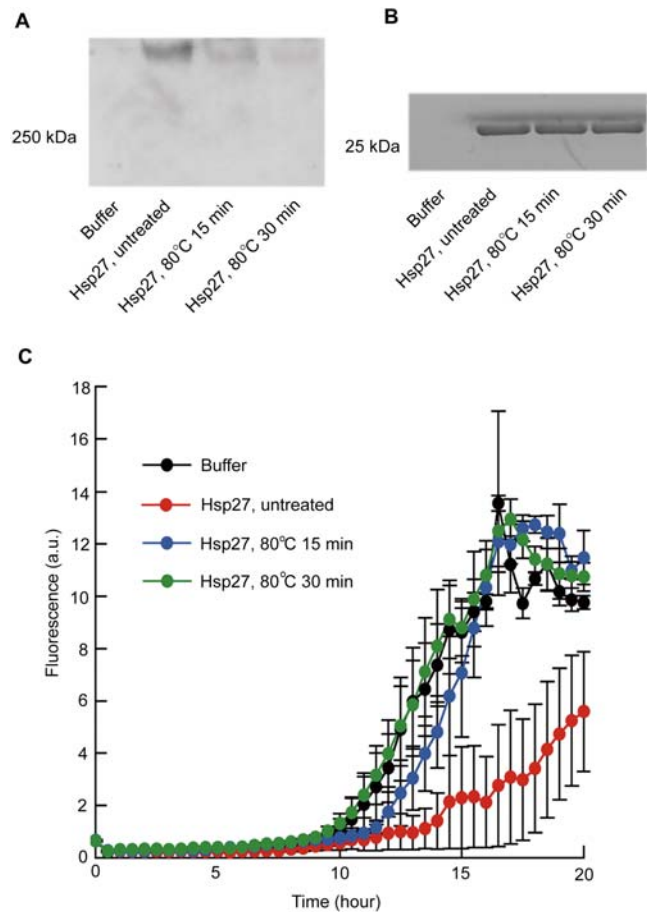 A
250 kDa
Buffer
Hsp27, untreated
Hsp27, 80°C 15 min
Hsp27, 80°C 30 min
B
25 kDa
Buffer
Hsp27, untreated
Hsp27, 80°C 15 min
Hsp27, 80°C 30 min
C
18
16
14
12
10
8
6
4
2
0
Fluorescence (a.u.)
Buffer
Hsp27, untreated
Hsp27, 80°C 15 min
Hsp27, 80°C 30 min
0 5 10 15 20
Time (hour)